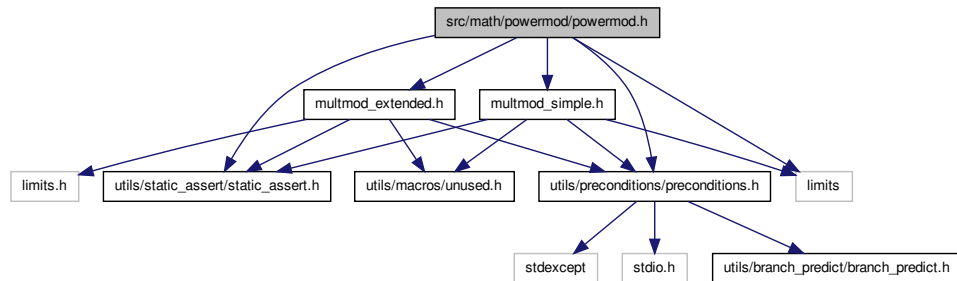 src/math/powermod/powermod.h
multmod_extended.h
multmod_simple.h
limits.h
utils/static_assert/static_assert.h
utils/macros/unused.h
utils/preconditions/preconditions.h
limits
stdexcept
stdio.h
utils/branch_predict/branch_predict.h